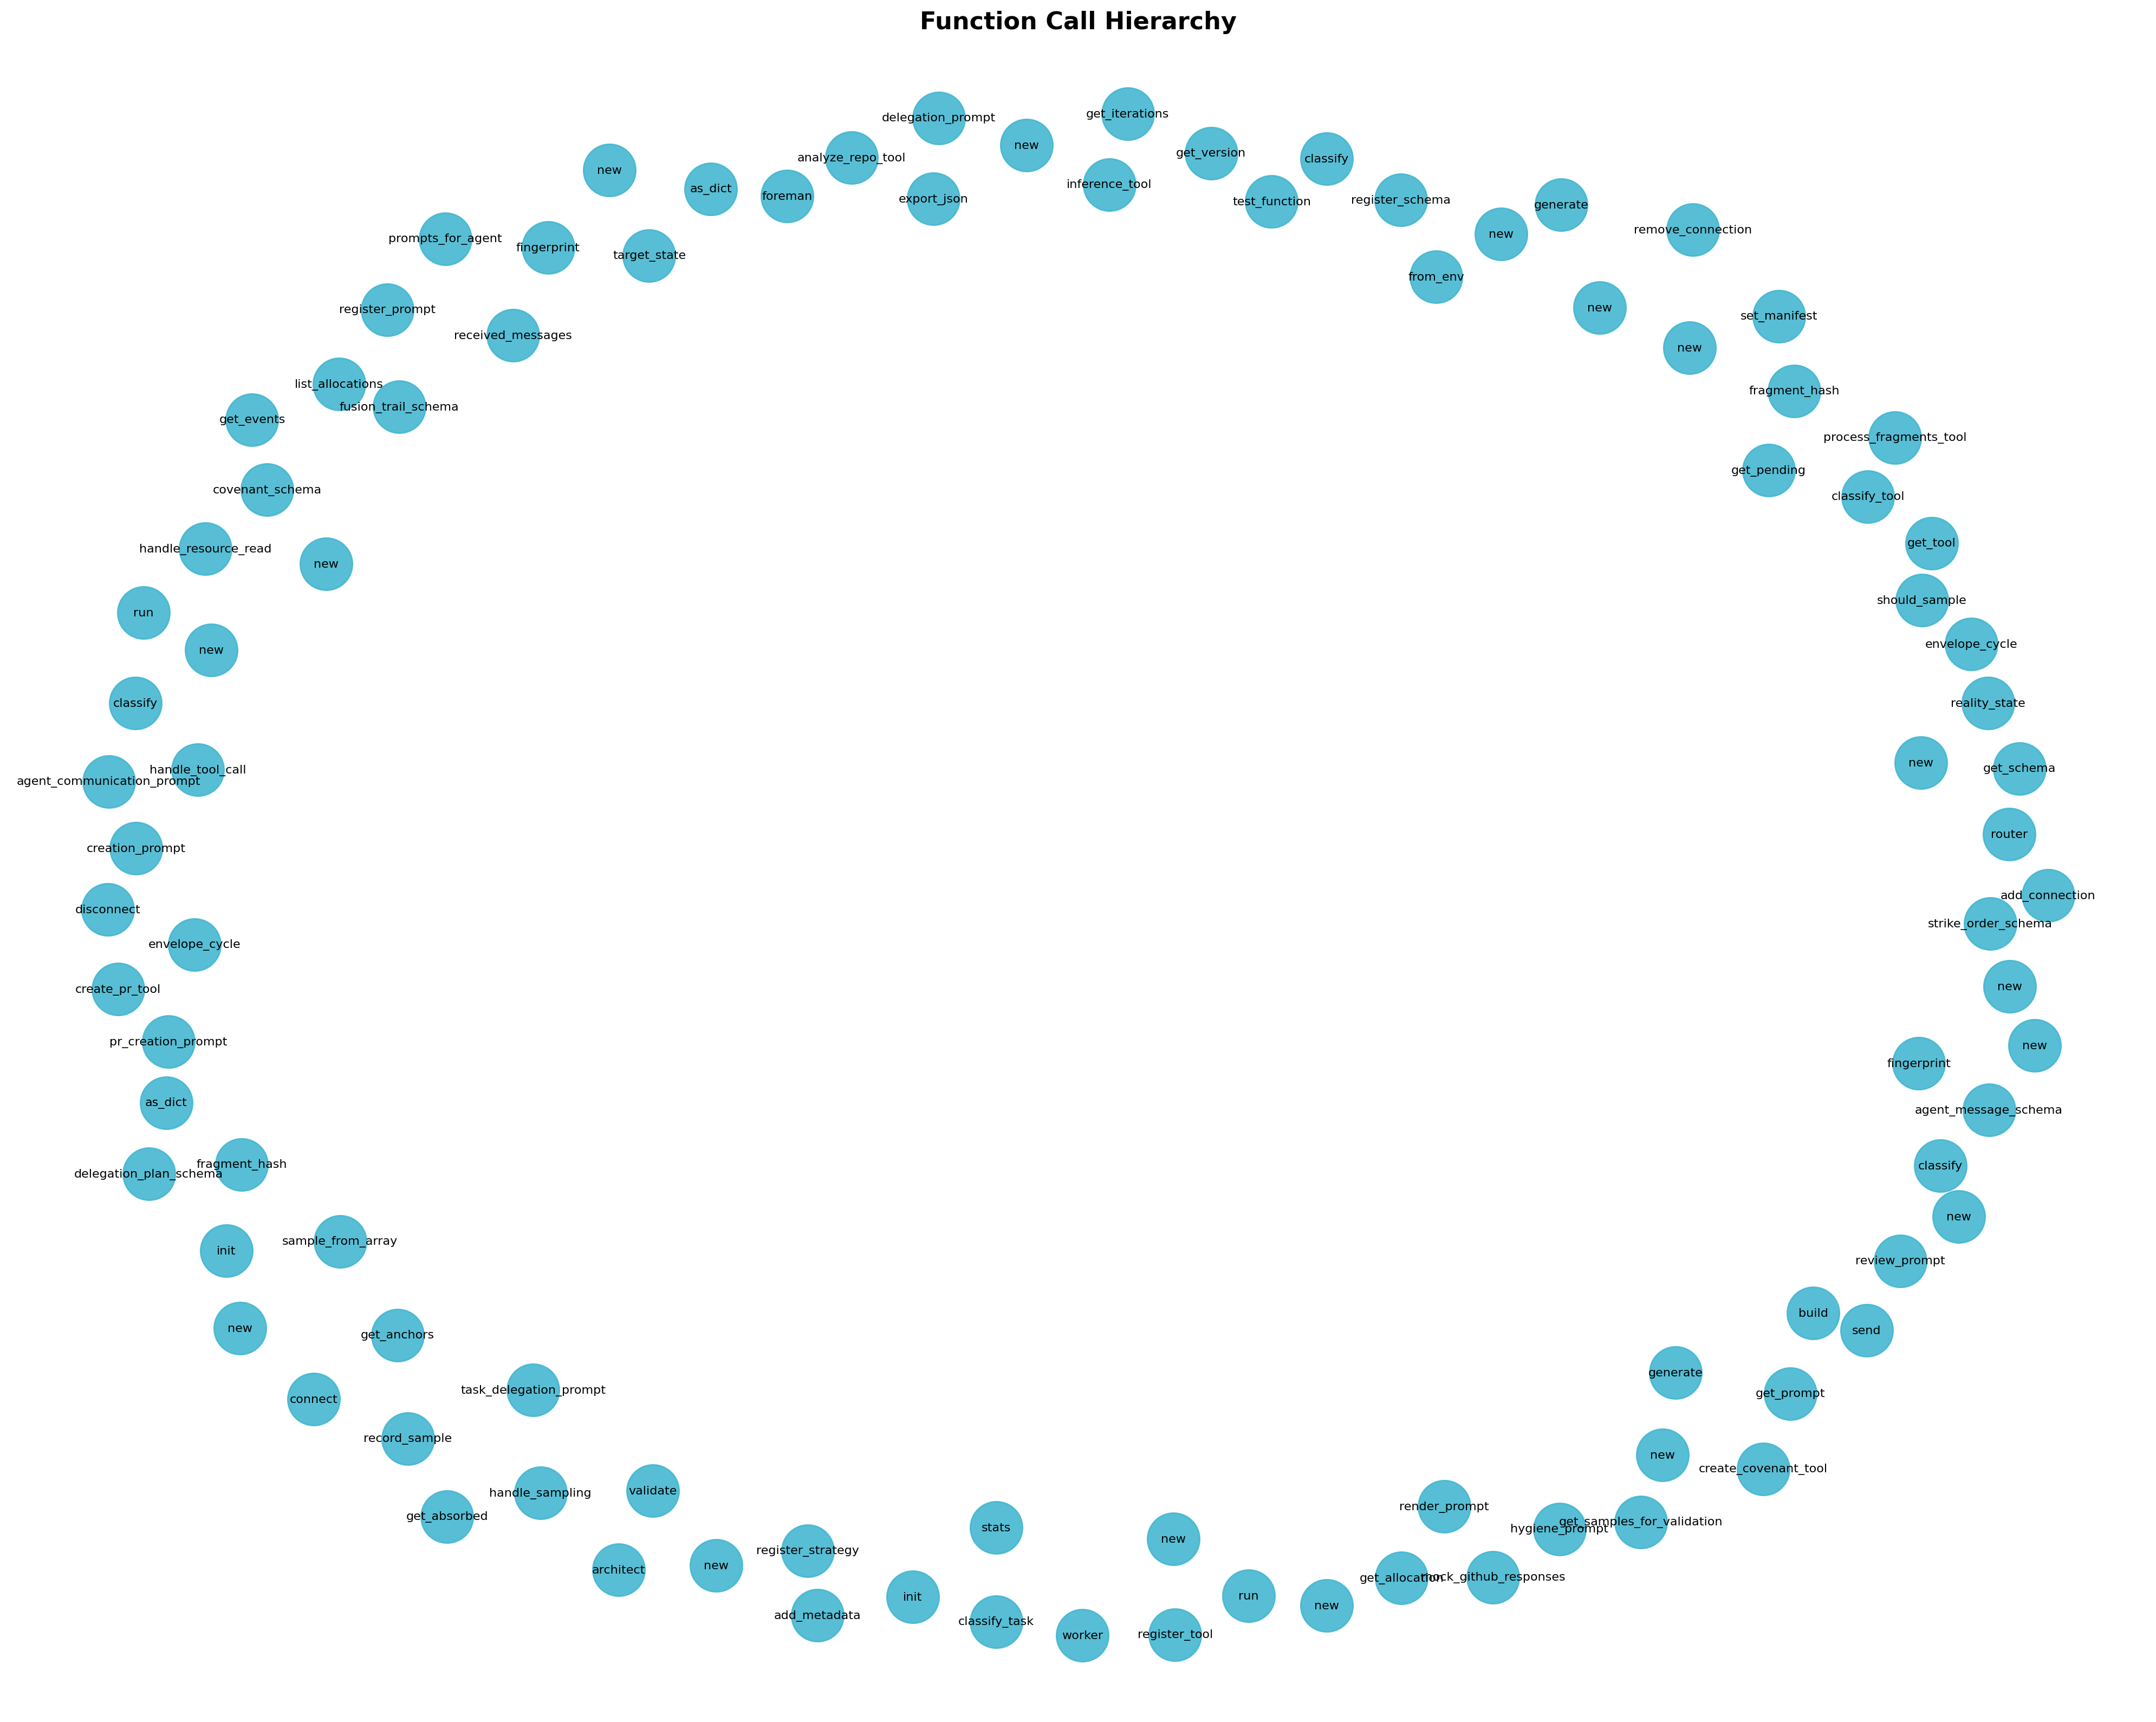 Function Call Hierarchy
get_iterations
delegation_prompt
new
get_version
analyze_repo_tool
classify
new
inference_tool
as_dict
foreman
export_json
register_schema
test_function
generate
remove_connection
new
prompts_for_agent
fingerprint
target_state
from_env
new
register_prompt
set_manifest
received_messages
new
list_allocations
fragment_hash
fusion_trail_schema
get_events
process_fragments_tool
get_pending
covenant_schema
classify_tool
get_tool
handle_resource_read
new
should_sample
run
envelope_cycle
new
classify
reality_state
new
get_schema
handle_tool_call
agent_communication_prompt
router
creation_prompt
add_connection
disconnect
strike_order_schema
envelope_cycle
new
create_pr_tool
pr_creation_prompt
new
fingerprint
as_dict
agent_message_schema
fragment_hash
classify
delegation_plan_schema
new
sample_from_array
init
review_prompt
build
new
send
get_anchors
generate
task_delegation_prompt
get_prompt
connect
record_sample
new
create_covenant_tool
validate
handle_sampling
render_prompt
get_absorbed
get_samples_for_validation
stats
hygiene_prompt
new
register_strategy
new
architect
get_allocation
mock_github_responses
run
init
new
add_metadata
classify_task
register_tool
worker